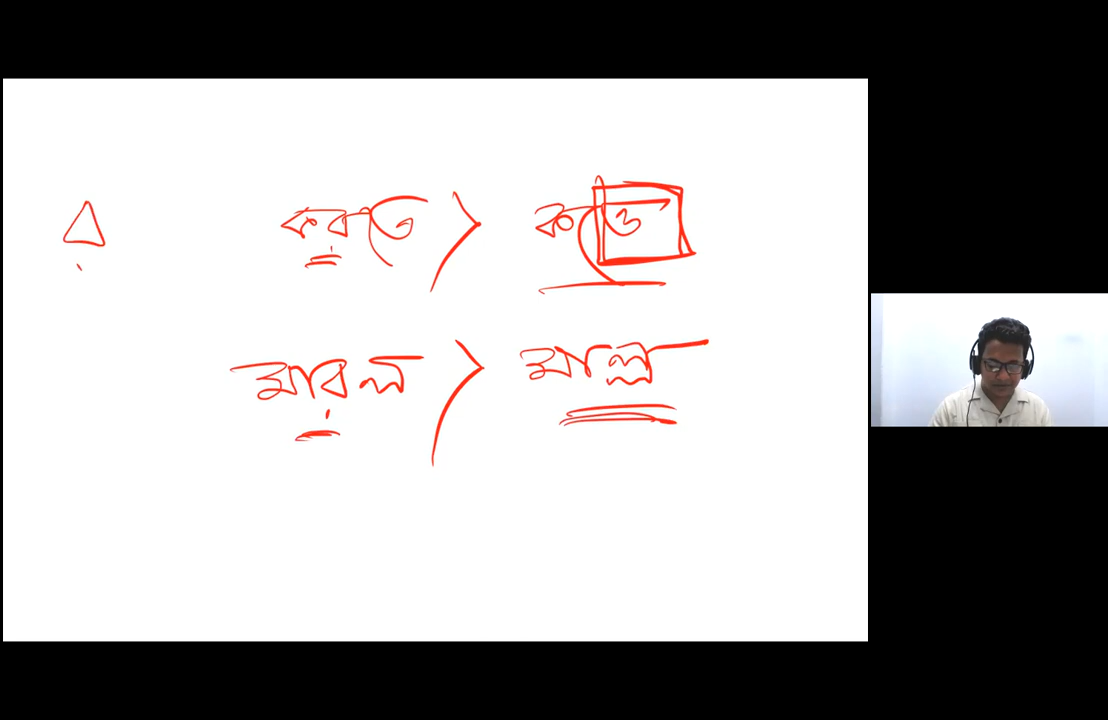 র করতে > কত্তে
মারল > মাল্ল